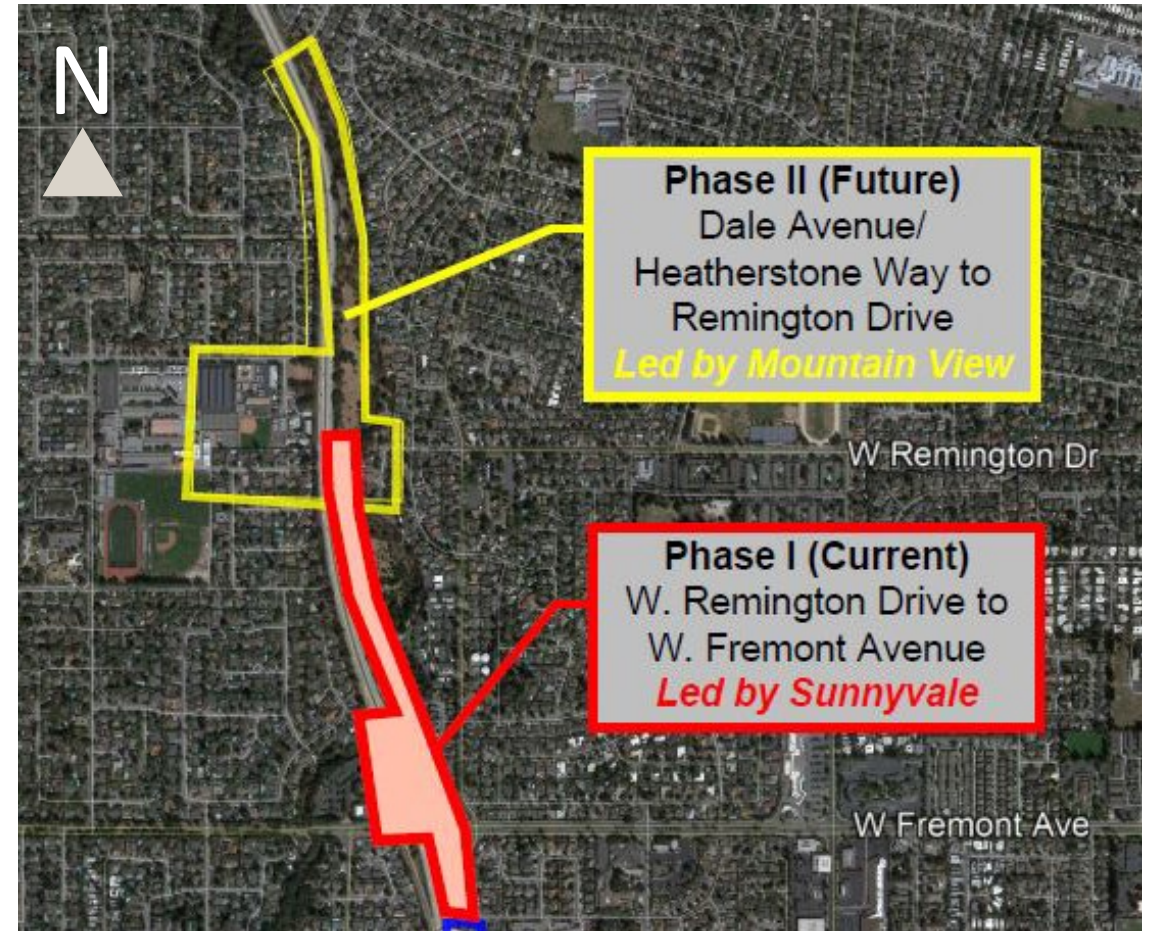 N
Phase II (Future)
Dale Avenue/
Heatherstone Way to
Remington Drive
Led by Mountain View
W Remington Dr
Phase I (Current)
W. Remington Drive to
W. Fremont Avenue
Led by Sunnyvale
W Fremont Ave